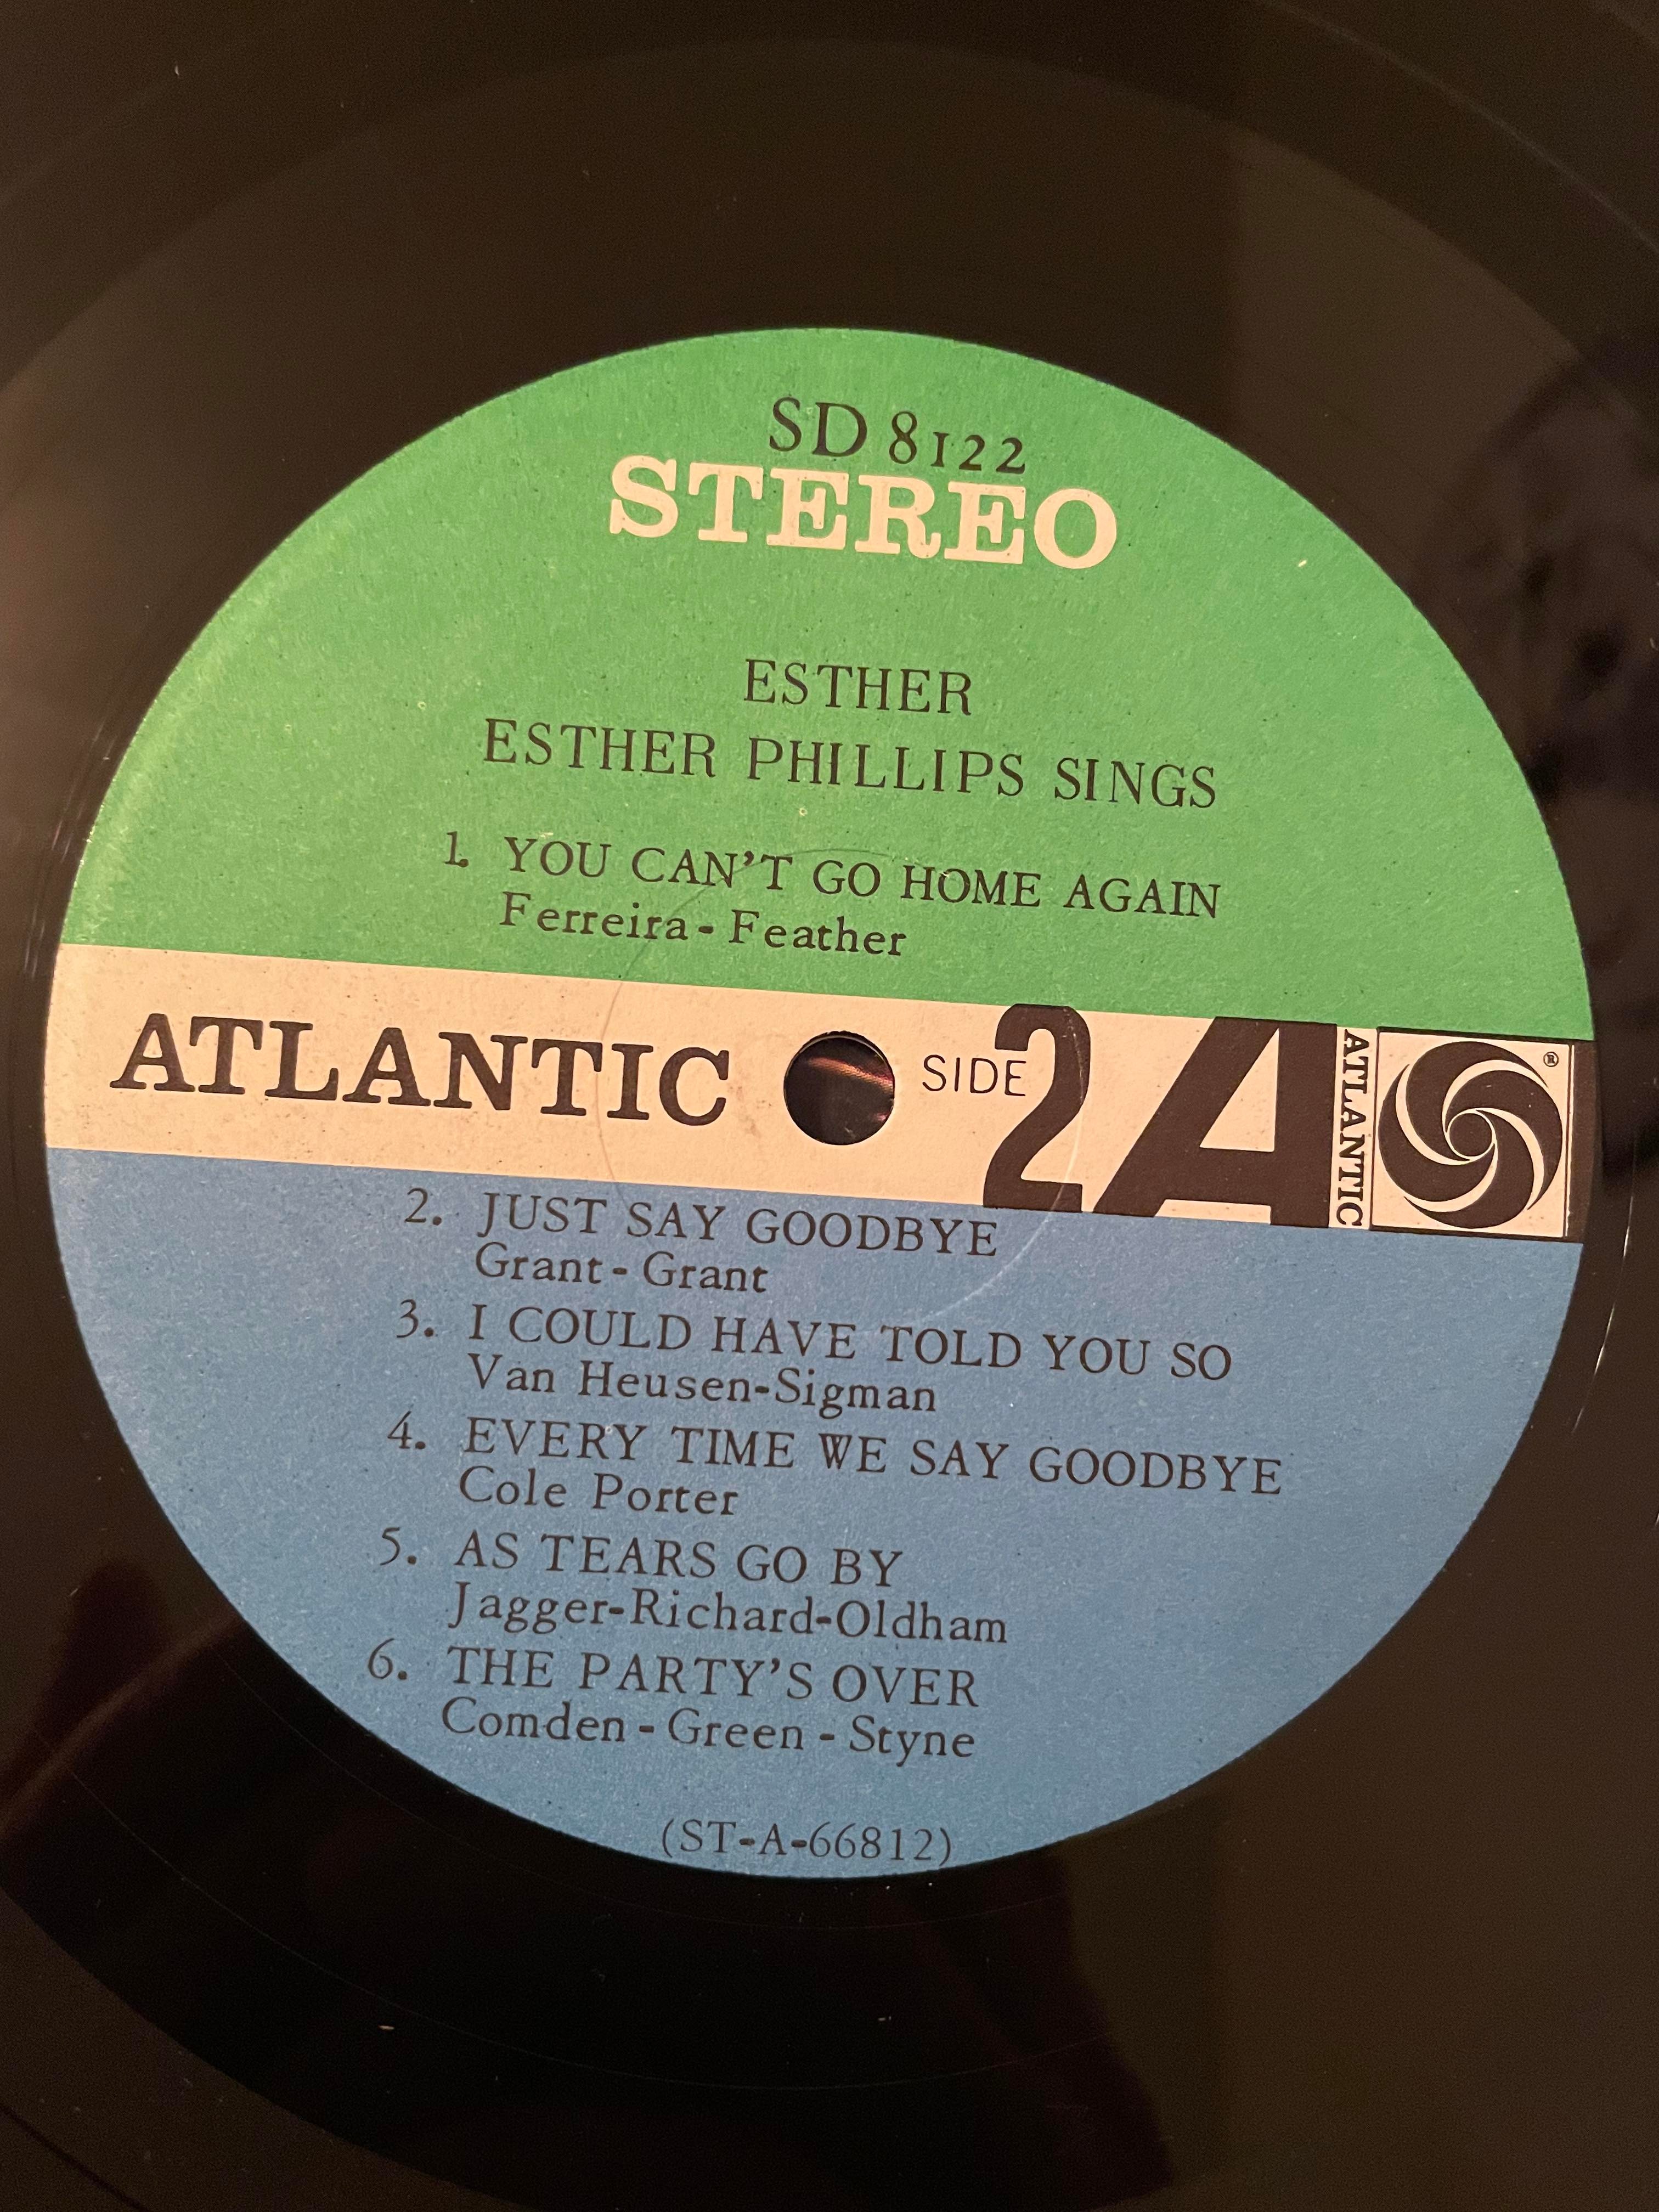 SD 8122
STEREO
ESTHER
ESTHER PHILLIPS SINGS
1. YOU CAN'T GO HOME AGAIN
Ferreira - Feather
ATLANTIC
SIDE 2
A
ATLANTIC
®
2. JUST SAY GOODBYE
Grant - Grant
3. I COULD HAVE TOLD YOU SO
Van Heusen-Sigman
4. EVERY TIME WE SAY GOODBYE
Cole Porter
5. AS TEARS GO BY
Jagger-Richard-Oldham
6. THE PARTY'S OVER
Comden - Green - Styne
(ST-A-66812)